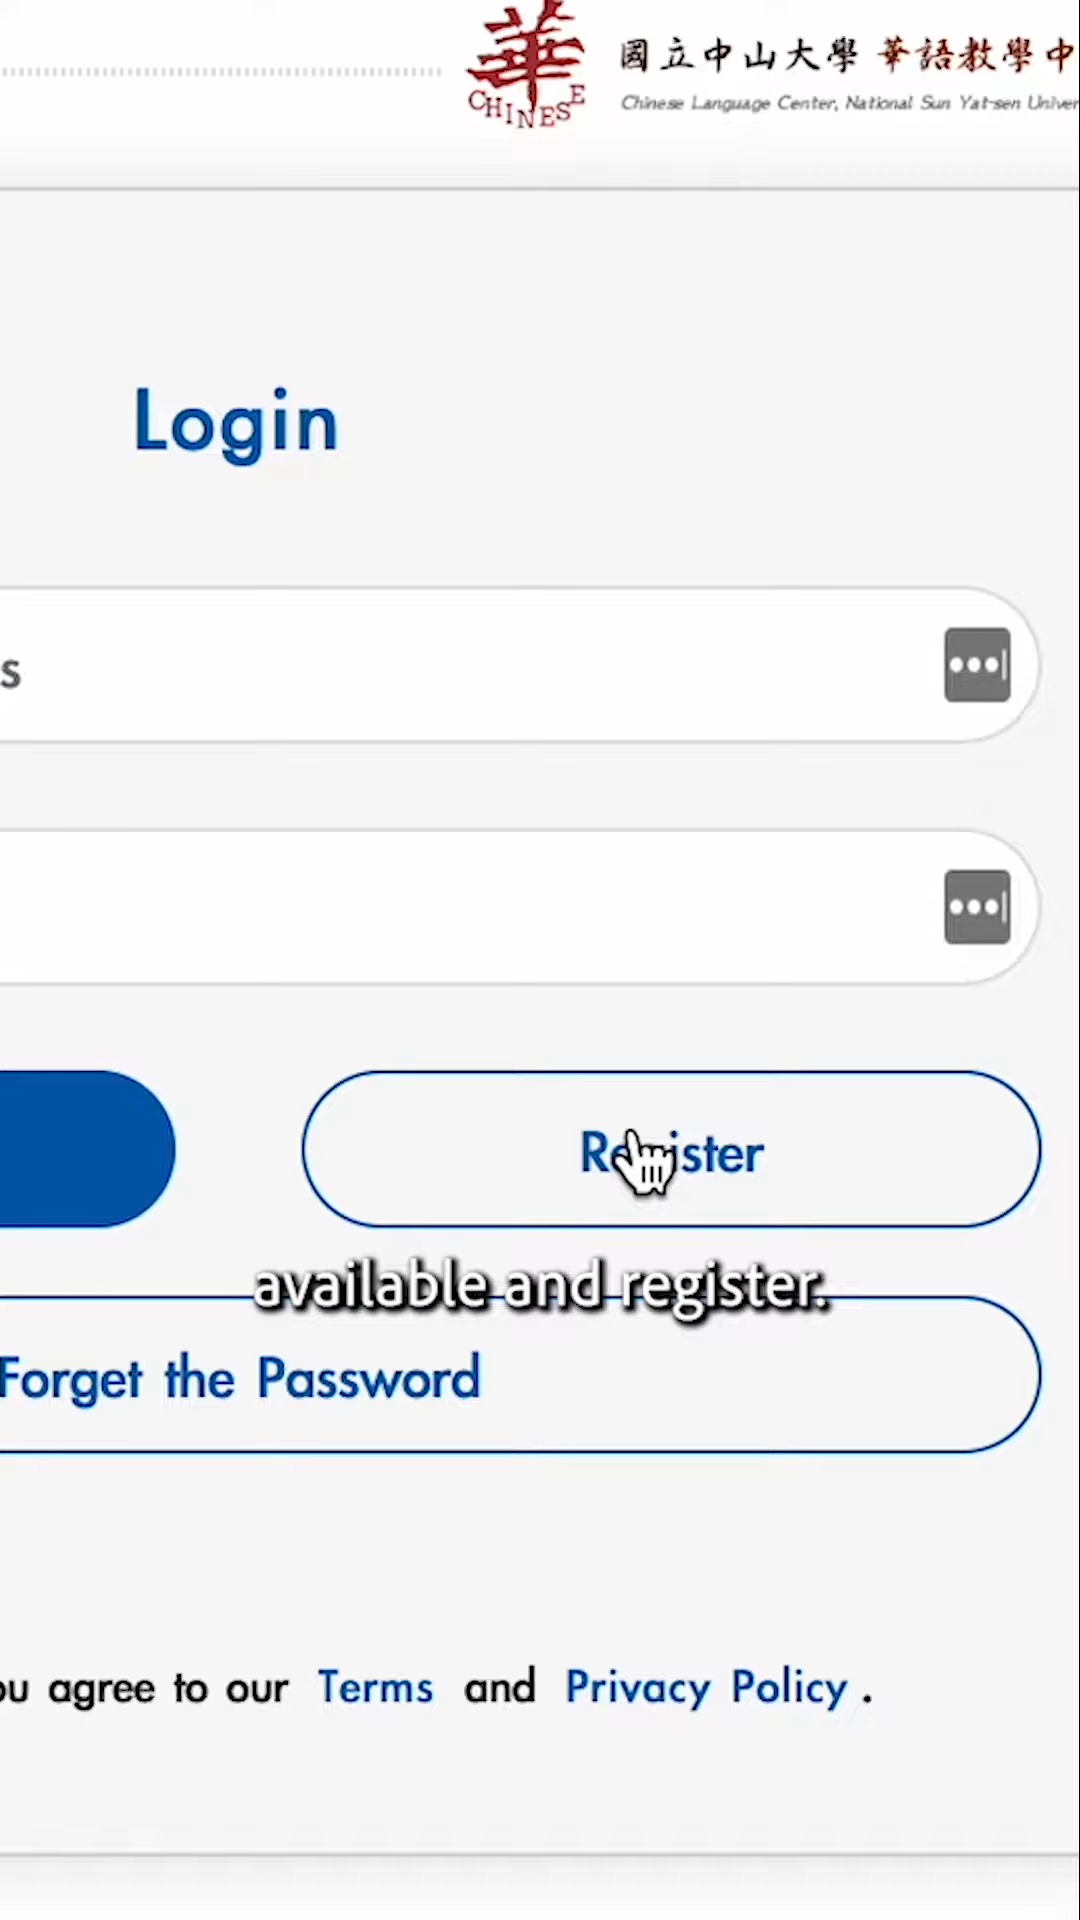 華
CHINESE
國立中山大學 華語教學中
Chinese Language Center, National Sun Yat-sen Univer
Login
s
Register
available and register.
Forget the Password
ou agree to our Terms and Privacy Policy .